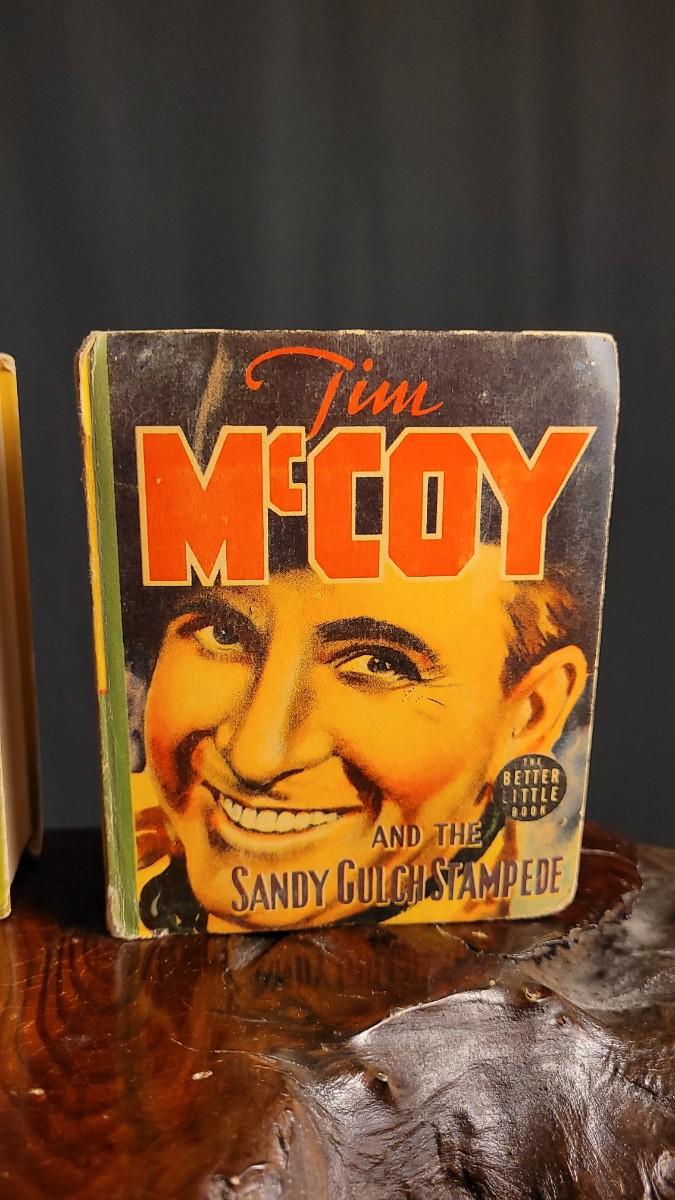 Tim
McCOY
THE
BETTER
LITTLE
BOOK
AND THE
SANDY GULCH STAMPEDE